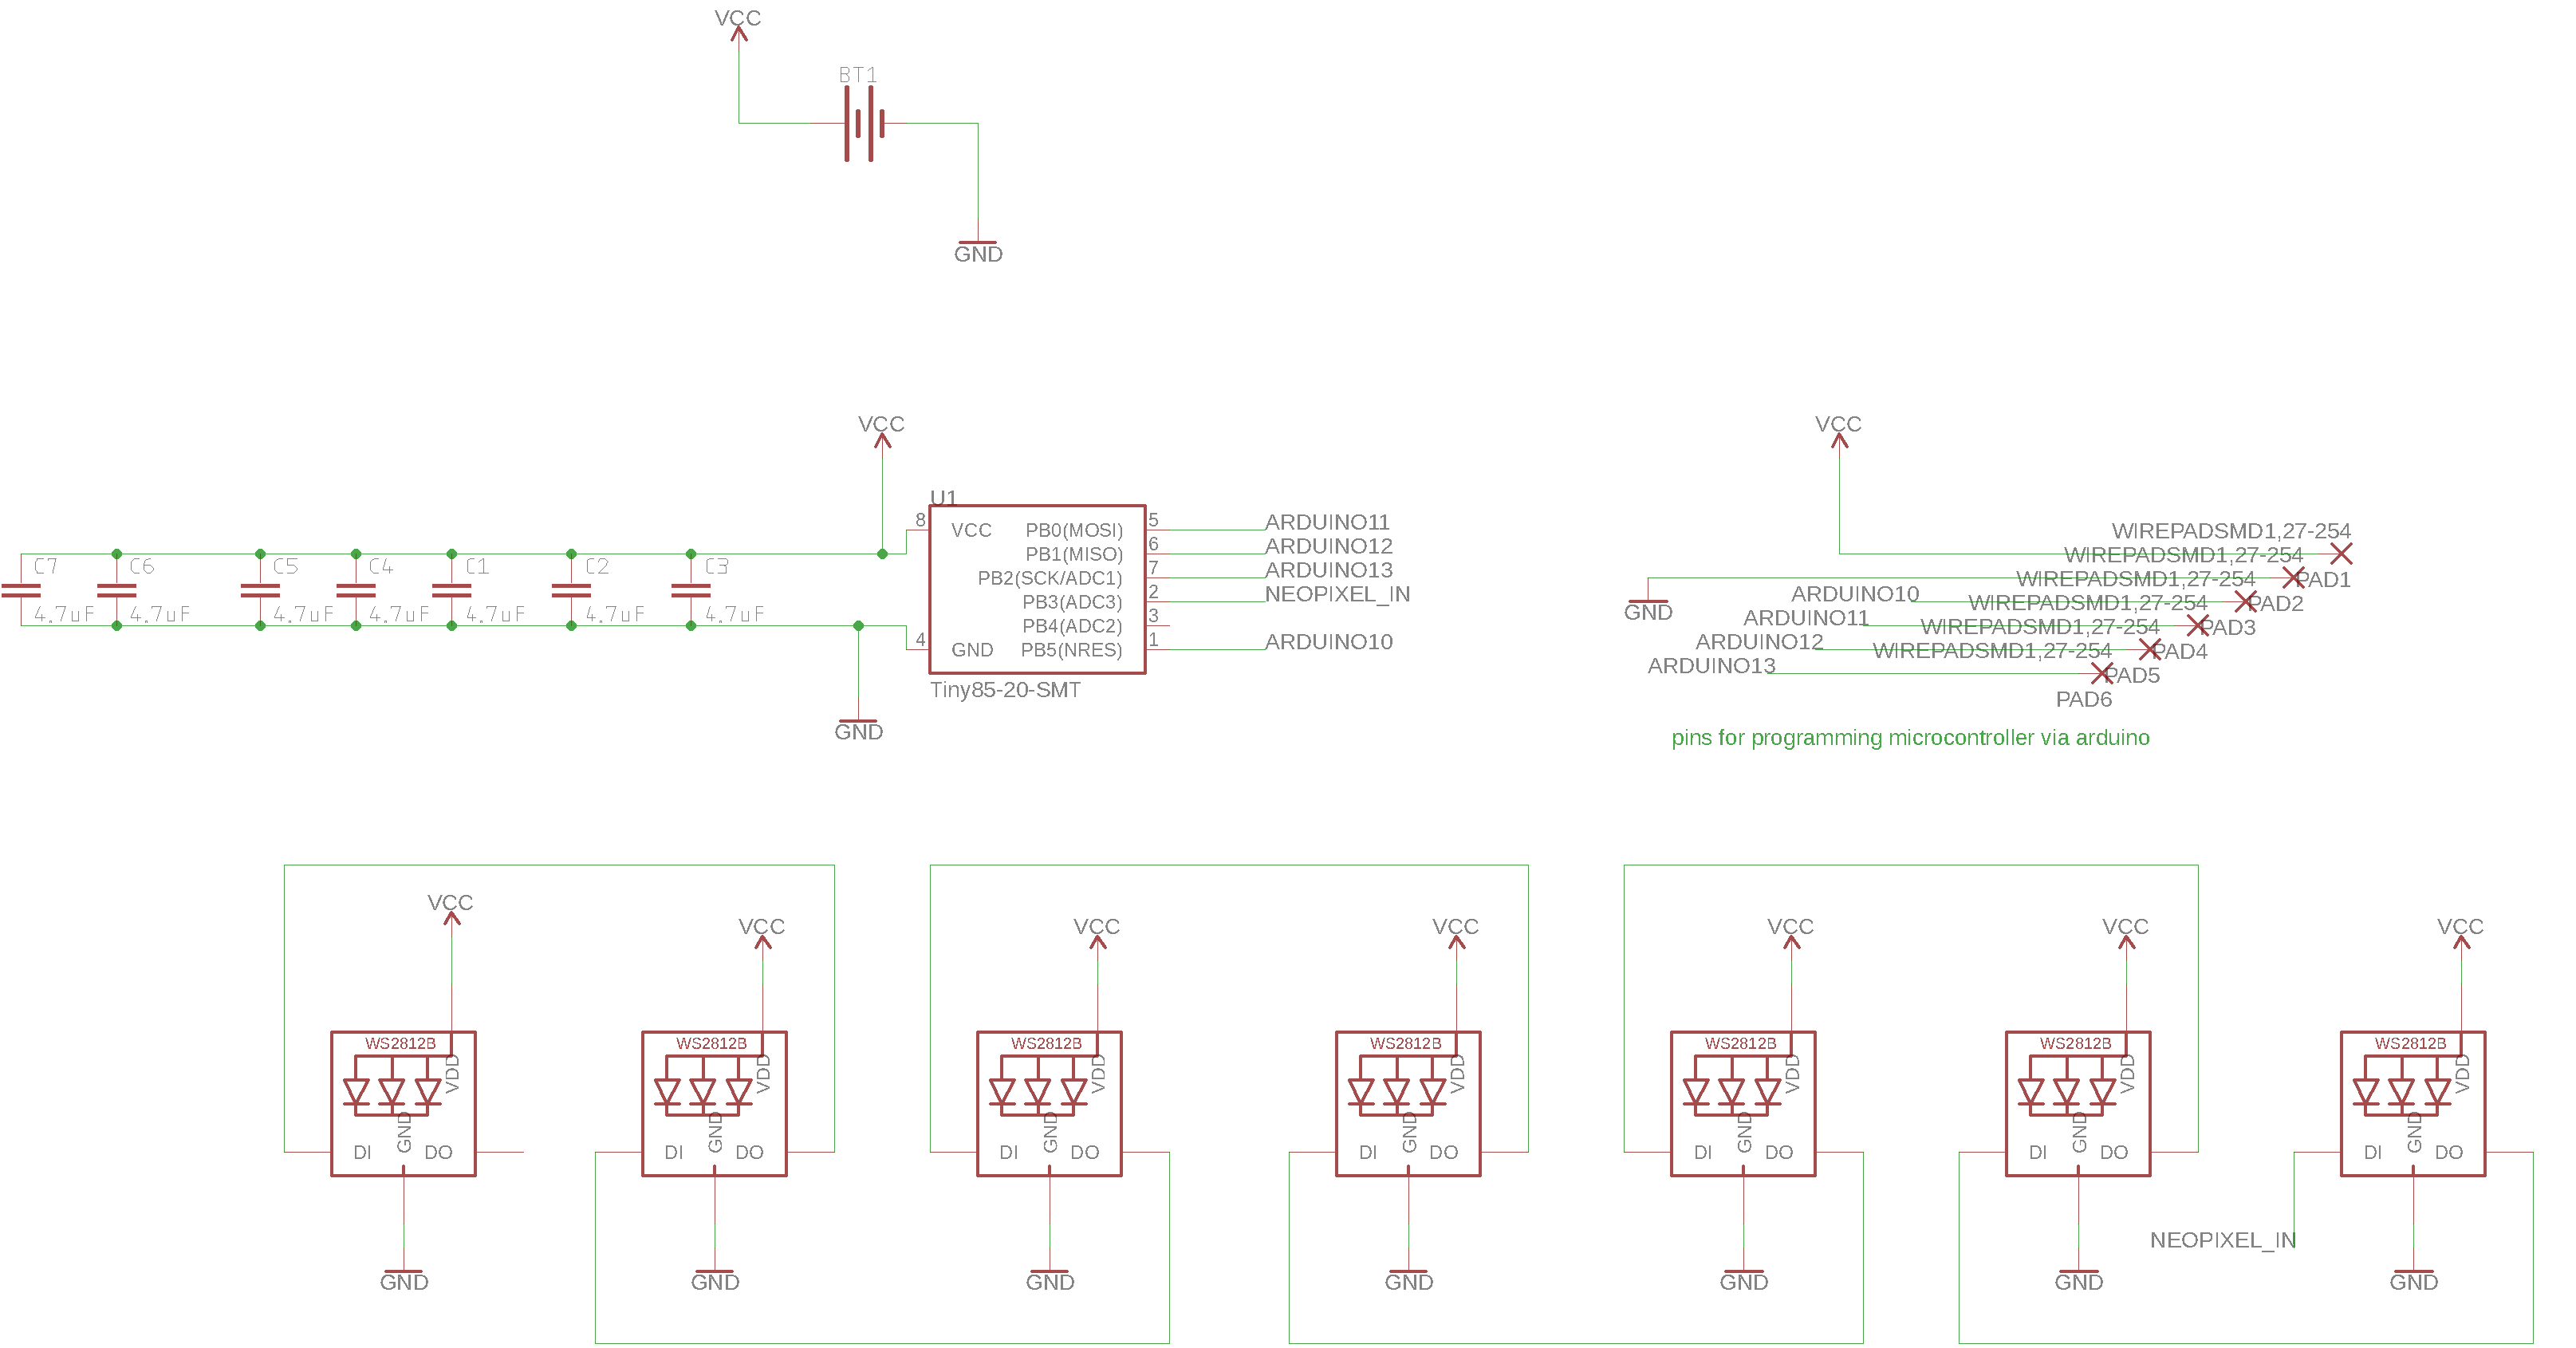 VCC
BT1
GND
VCC
VCC
U1
8
VCC
PB0(MOSI)
5
ARDUINO11
PB1(MISO)
6
ARDUINO12
PB2(SCK/ADC1)
7
ARDUINO13
PB3(ADC3)
2
NEOPIXEL_IN
PB4(ADC2)
3
4
GND
PB5(NRES)
1
ARDUINO10
Tiny85-20-SMT
GND
C7
C6
C5
C4
C1
C2
C3
4.7uF
4.7uF
4.7uF
4.7uF
4.7uF
4.7uF
4.7uF
WIREPADSMD1,27-254
WIREPADSMD1,27-254
WIREPADSMD1,27-254
PAD1
ARDUINO10
WIREPADSMD1,27-254
PAD2
GND
ARDUINO11
WIREPADSMD1,27-254
PAD3
ARDUINO12
WIREPADSMD1,27-254
PAD4
ARDUINO13
PAD5
PAD6
pins for programming microcontroller via arduino
VCC
VCC
VCC
VCC
VCC
VCC
VCC
WS2812B
VDD
GND
DI
DO
GND
WS2812B
VDD
GND
DI
DO
GND
WS2812B
VDD
GND
DI
DO
GND
WS2812B
VDD
GND
DI
DO
GND
WS2812B
VDD
GND
DI
DO
GND
WS2812B
VDD
GND
DI
DO
GND
WS2812B
VDD
GND
DI
DO
NEOPIXEL_IN
GND